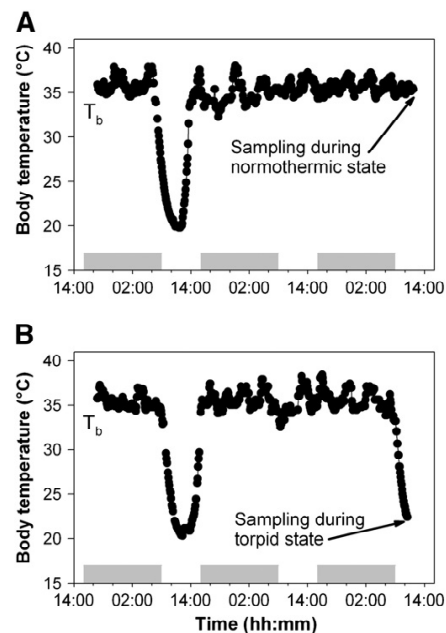 A
Body temperature (°C)
40
35
30
25
20
15
T_b
Sampling during
normothermic state
14:00 02:00 14:00 02:00 14:00 02:00 14:00
B
Body temperature (°C)
40
35
30
25
20
15
T_b
Sampling during
torpid state
14:00 02:00 14:00 02:00 14:00 02:00 14:00
Time (hh:mm)